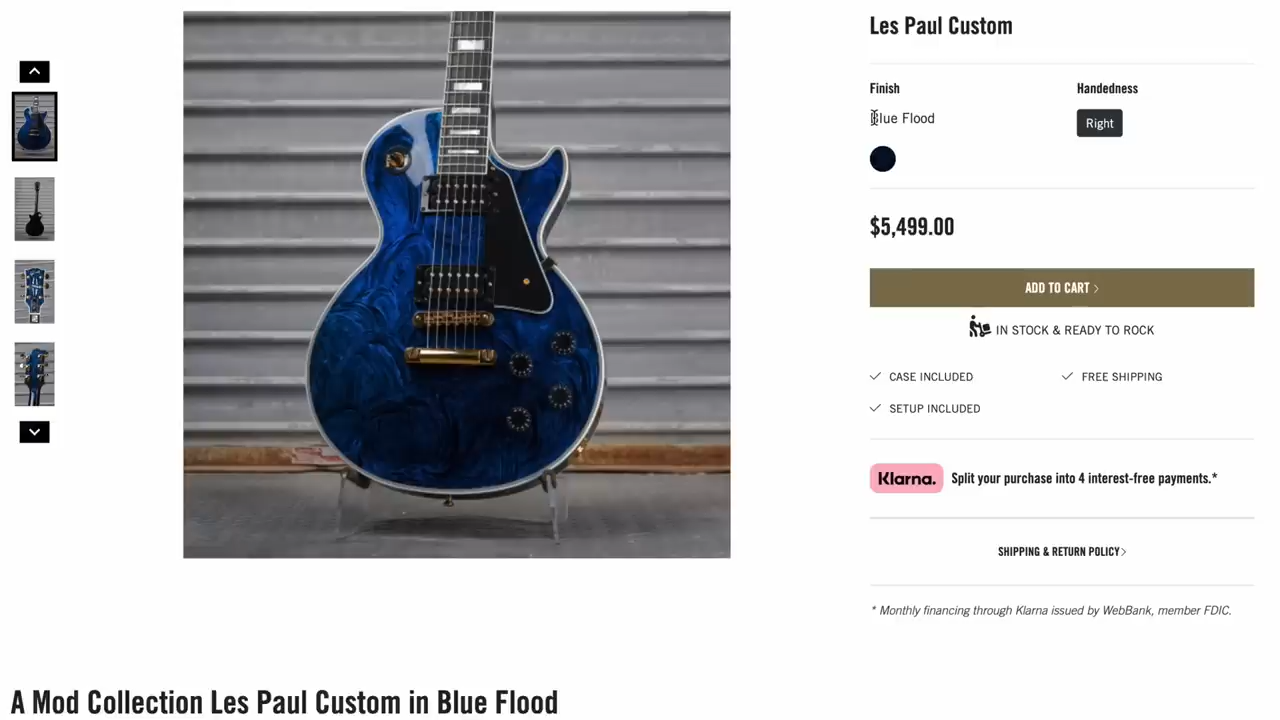 Les Paul Custom
Finish
Handedness
Blue Flood
Right
$5,499.00
ADD TO CART >
IN STOCK & READY TO ROCK
CASE INCLUDED
FREE SHIPPING
SETUP INCLUDED
Klarna. Split your purchase into 4 interest-free payments.*
SHIPPING & RETURN POLICY >
* Monthly financing through Klarna issued by WebBank, member FDIC.
A Mod Collection Les Paul Custom in Blue Flood